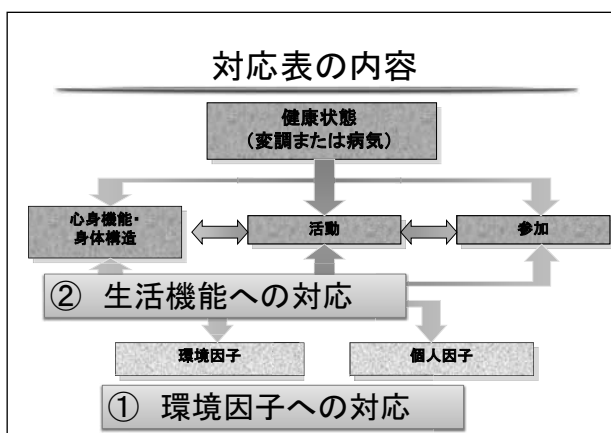 対応表の内容
健康状態
(変調または病気)
心身機能・
身体構造
活動
参加
② 生活機能への対応
環境因子
個人因子
① 環境因子への対応